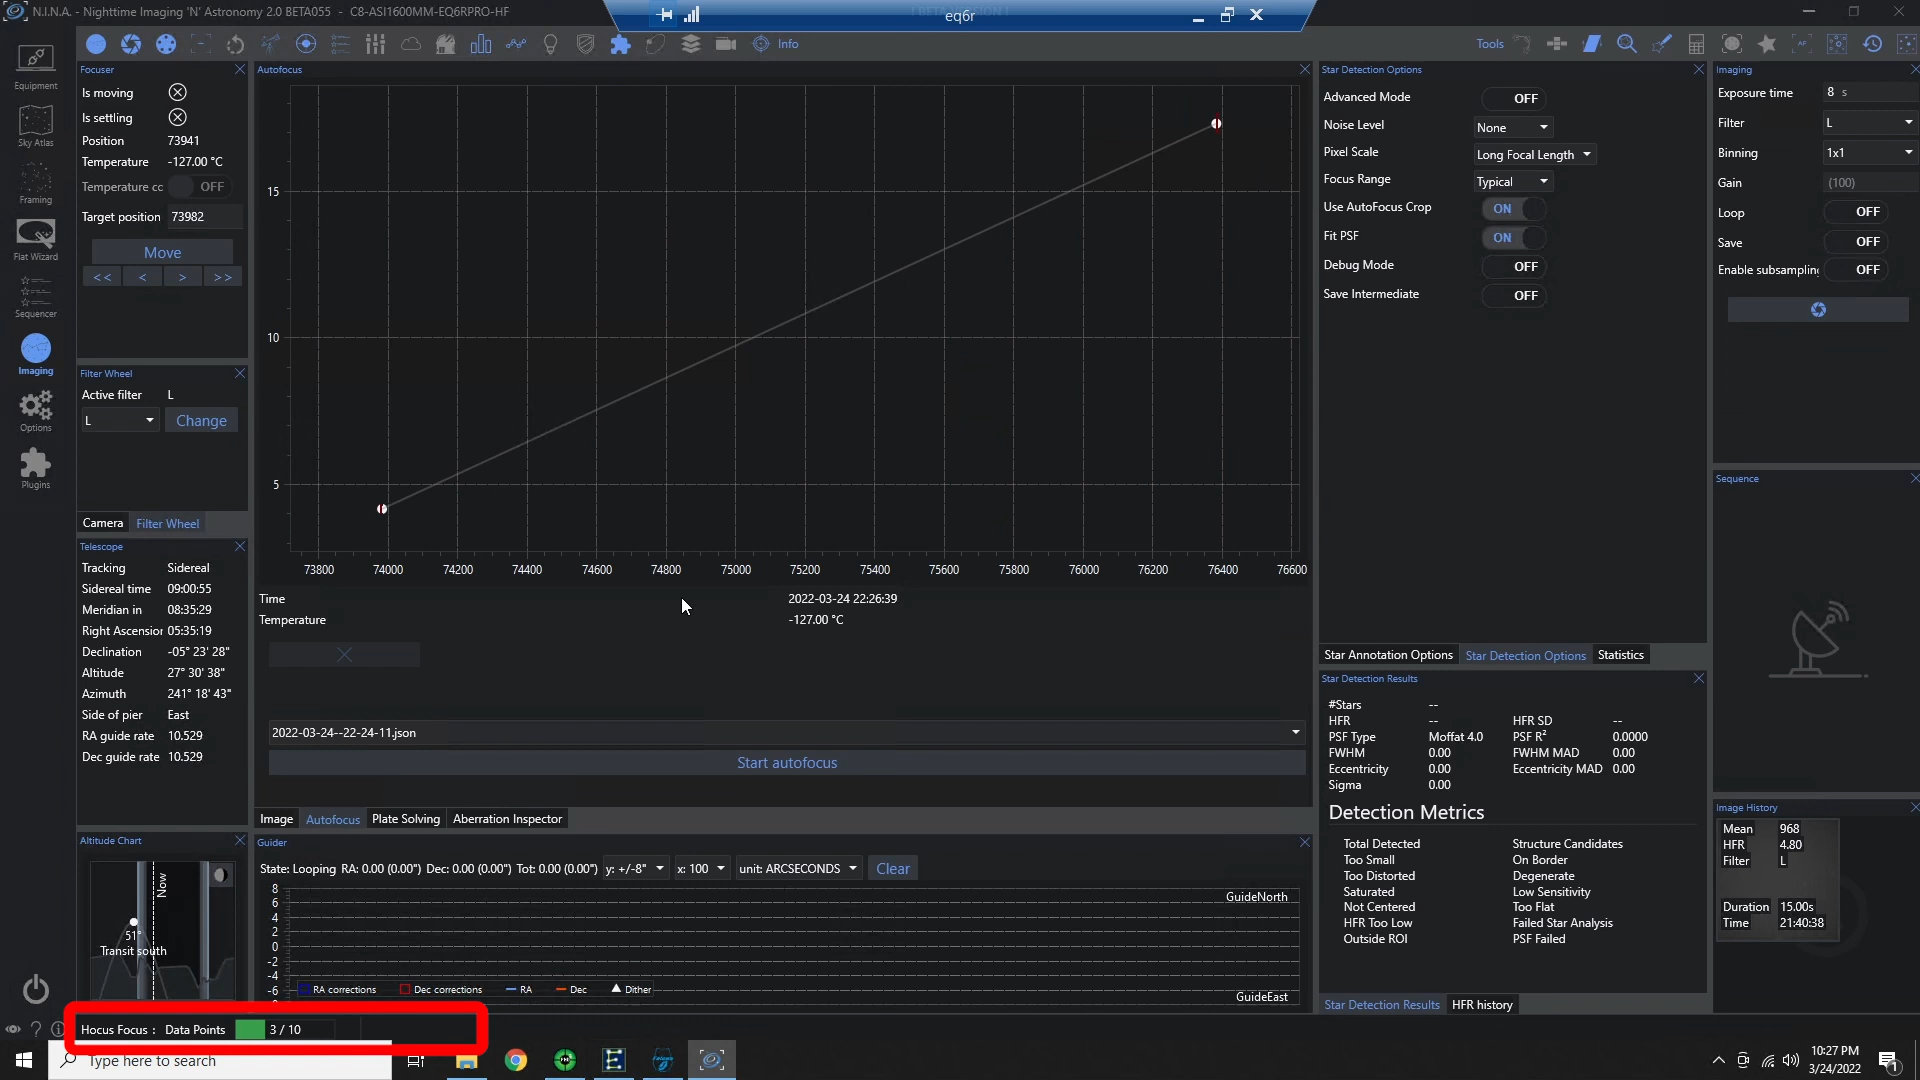 N.I.N.A. - Nighttime Imaging 'N' Astronomy 2.0 BETA055 - C8-ASI1600MM-EQ6RPRO-HF
eq6r
Info
Tools
Equipment
Sky Atlas
Framing
Flat Wizard
Sequencer
Imaging
Options
Plugins
Focuser
Is moving
Is settling
Position 73941
Temperature -127.00 °C
Temperature cc OFF
Target position 73982
Move
<< < > >>
Filter Wheel
Active filter L
L Change
Camera Filter Wheel
Telescope
Tracking Sidereal
Sidereal time 09:00:55
Meridian in 08:35:29
Right Ascension 05:35:19
Declination -05° 23' 28"
Altitude 27° 30' 38"
Azimuth 241° 18' 43"
Side of pier East
RA guide rate 10.529
Dec guide rate 10.529
Altitude Chart
Now
51°
Transit south
Autofocus
15
10
5
73800 74000 74200 74400 74600 74800 75000 75200 75400 75600 75800 76000 76200 76400 76600
Time 2022-03-24 22:26:39
Temperature -127.00 °C
2022-03-24--22-24-11.json
Start autofocus
Image Autofocus Plate Solving Aberration Inspector
Guider
State: Looping RA: 0.00 (0.00") Dec: 0.00 (0.00") Tot: 0.00 (0.00") y: +/-8" x: 100 unit: ARCSECONDS Clear
8
6
4
2
0
-2
-4
-6
GuideNorth
GuideEast
RA corrections Dec corrections RA Dec Dither
Star Detection Options
Advanced Mode OFF
Noise Level None
Pixel Scale Long Focal Length
Focus Range Typical
Use AutoFocus Crop ON
Fit PSF ON
Debug Mode OFF
Save Intermediate OFF
Star Annotation Options Star Detection Options Statistics
Star Detection Results
#Stars --
HFR -- HFR SD --
PSF Type Moffat 4.0 PSF R² 0.0000
FWHM 0.00 FWHM MAD 0.00
Eccentricity 0.00 Eccentricity MAD 0.00
Sigma 0.00
Detection Metrics
Total Detected Structure Candidates
Too Small On Border
Too Distorted Degenerate
Saturated Low Sensitivity
Not Centered Too Flat
HFR Too Low Failed Star Analysis
Outside ROI PSF Failed
Star Detection Results HFR history
Imaging
Exposure time 8 s
Filter L
Binning 1x1
Gain (100)
Loop OFF
Save OFF
Enable subsampling OFF
Sequence
Image History
Mean 968
HFR 4.80
Filter L
Duration 15.00s
Time 21:40:38
Hocus Focus : Data Points 3 / 10
Type here to search
10:27 PM
3/24/2022
1